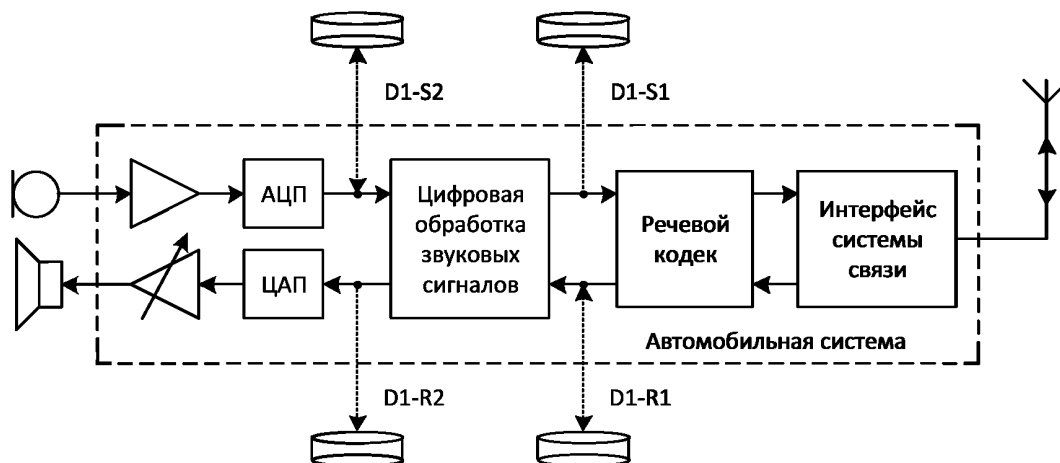 D1-S2
D1-S1
АЦП
Цифровая
обработка
звуковых
сигналов
Речевой
кодек
Интерфейс
системы
связи
ЦАП
Автомобильная система
D1-R2
D1-R1